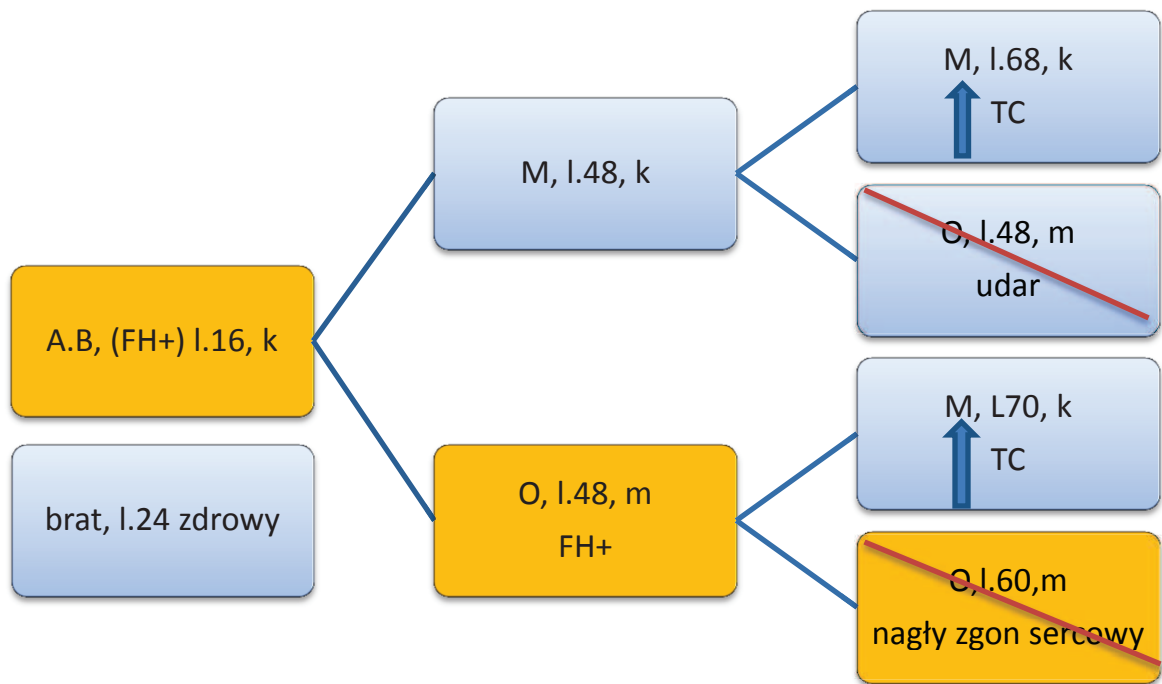 A.B, (FH+) l.16, k
brat, l.24 zdrowy
M, l.48, k
O, l.48, m
FH+
M, l.68, k
TC
O, l.48, m
udar
M, L70, k
TC
O,l.60,m
nagły zgon sercowy